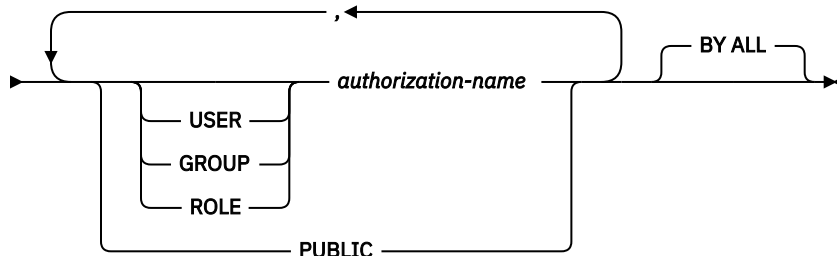 ,
BY ALL
authorization-name
USER
GROUP
ROLE
PUBLIC